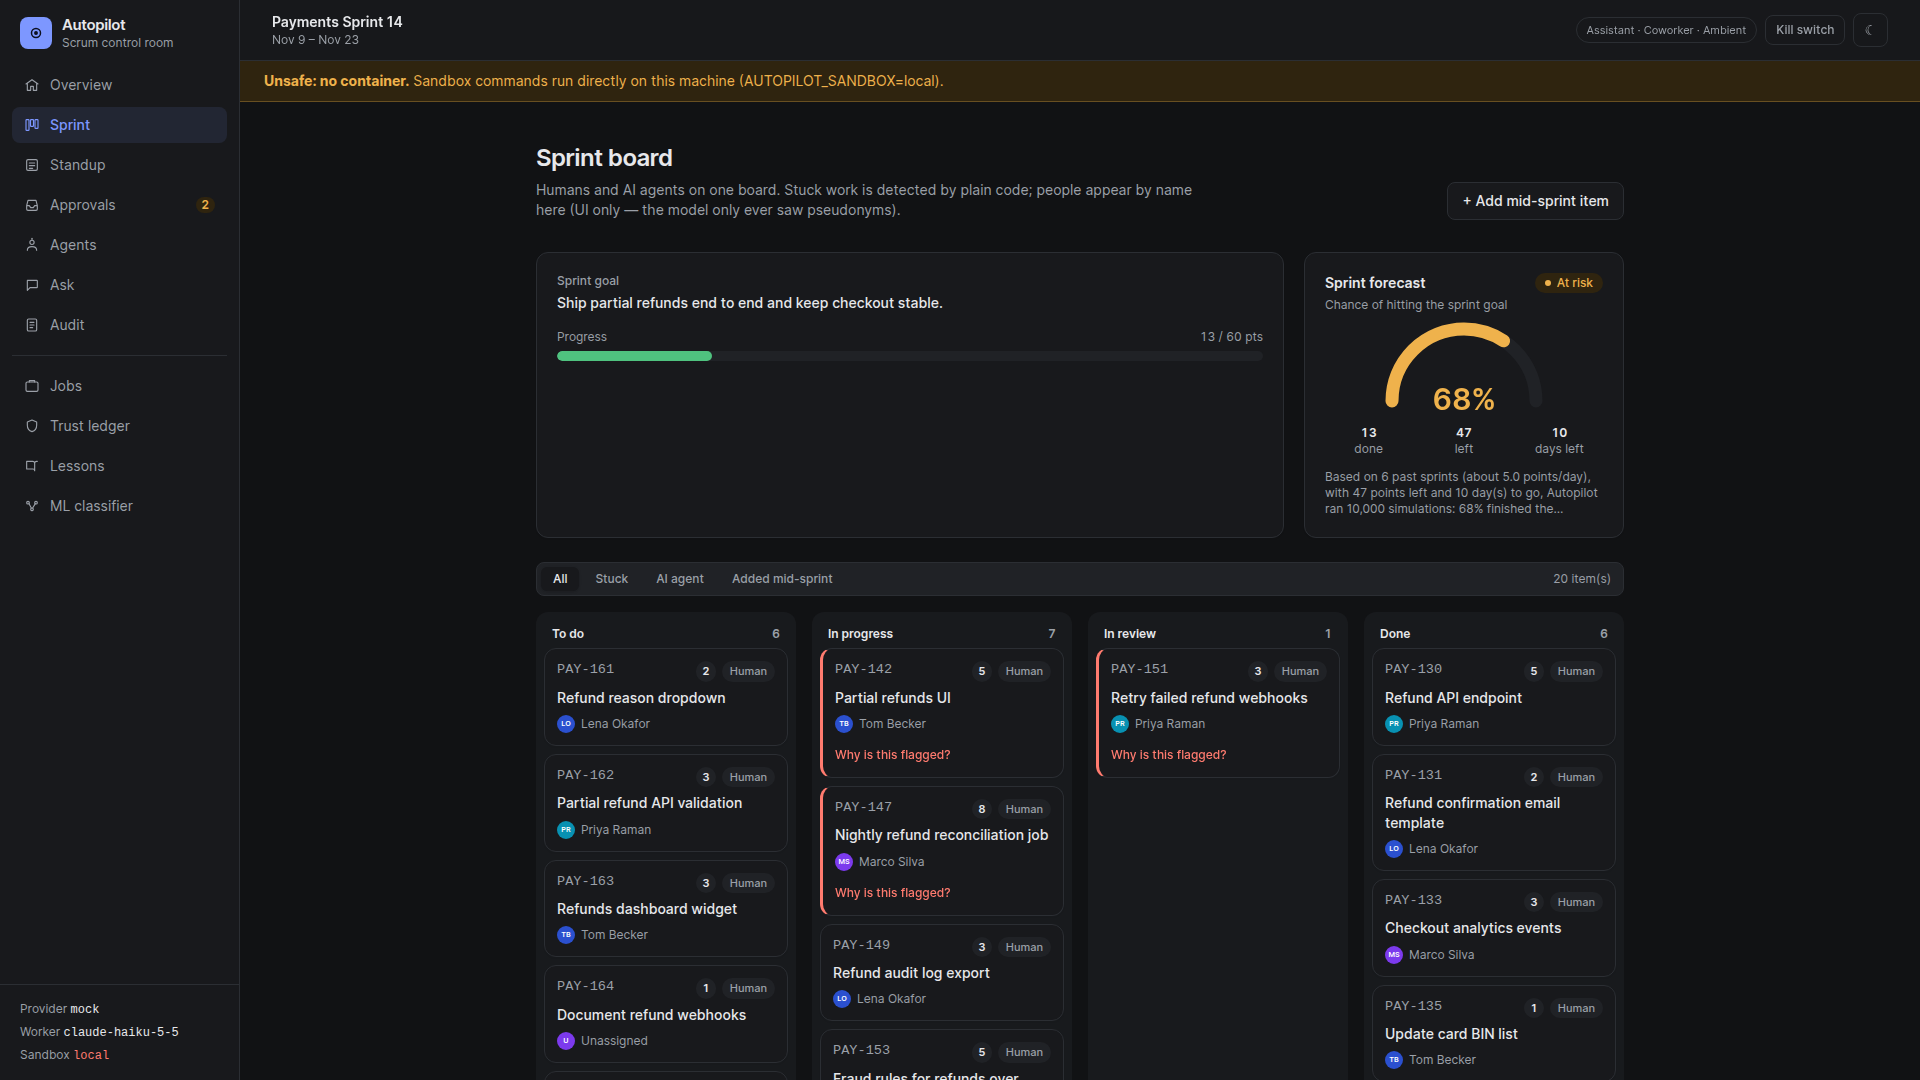 Autopilot
Scrum control room
Overview
Sprint
Standup
Approvals 2
Agents
Ask
Audit
Jobs
Trust ledger
Lessons
ML classifier
Provider mock
Worker claude-haiku-5-5
Sandbox local
Payments Sprint 14
Nov 9 – Nov 23
Assistant · Coworker · Ambient
Kill switch
Unsafe: no container. Sandbox commands run directly on this machine (AUTOPILOT_SANDBOX=local).
Sprint board
Humans and AI agents on one board. Stuck work is detected by plain code; people appear by name
here (UI only — the model only ever saw pseudonyms).
+ Add mid-sprint item
Sprint goal
Ship partial refunds end to end and keep checkout stable.
Progress 13 / 60 pts
Sprint forecast At risk
Chance of hitting the sprint goal
68%
13 47 10
done left days left
Based on 6 past sprints (about 5.0 points/day),
with 47 points left and 10 day(s) to go, Autopilot
ran 10,000 simulations: 68% finished the...
All Stuck AI agent Added mid-sprint 20 item(s)
To do 6
PAY-161 2 Human
Refund reason dropdown
LO Lena Okafor
PAY-162 3 Human
Partial refund API validation
PR Priya Raman
PAY-163 3 Human
Refunds dashboard widget
TB Tom Becker
PAY-164 1 Human
Document refund webhooks
U Unassigned
In progress 7
PAY-142 5 Human
Partial refunds UI
TB Tom Becker
Why is this flagged?
PAY-147 8 Human
Nightly refund reconciliation job
MS Marco Silva
Why is this flagged?
PAY-149 3 Human
Refund audit log export
LO Lena Okafor
PAY-153 5 Human
Fraud rules for refunds over
In review 1
PAY-151 3 Human
Retry failed refund webhooks
PR Priya Raman
Why is this flagged?
Done 6
PAY-130 5 Human
Refund API endpoint
PR Priya Raman
PAY-131 2 Human
Refund confirmation email
template
LO Lena Okafor
PAY-133 3 Human
Checkout analytics events
MS Marco Silva
PAY-135 1 Human
Update card BIN list
TB Tom Becker